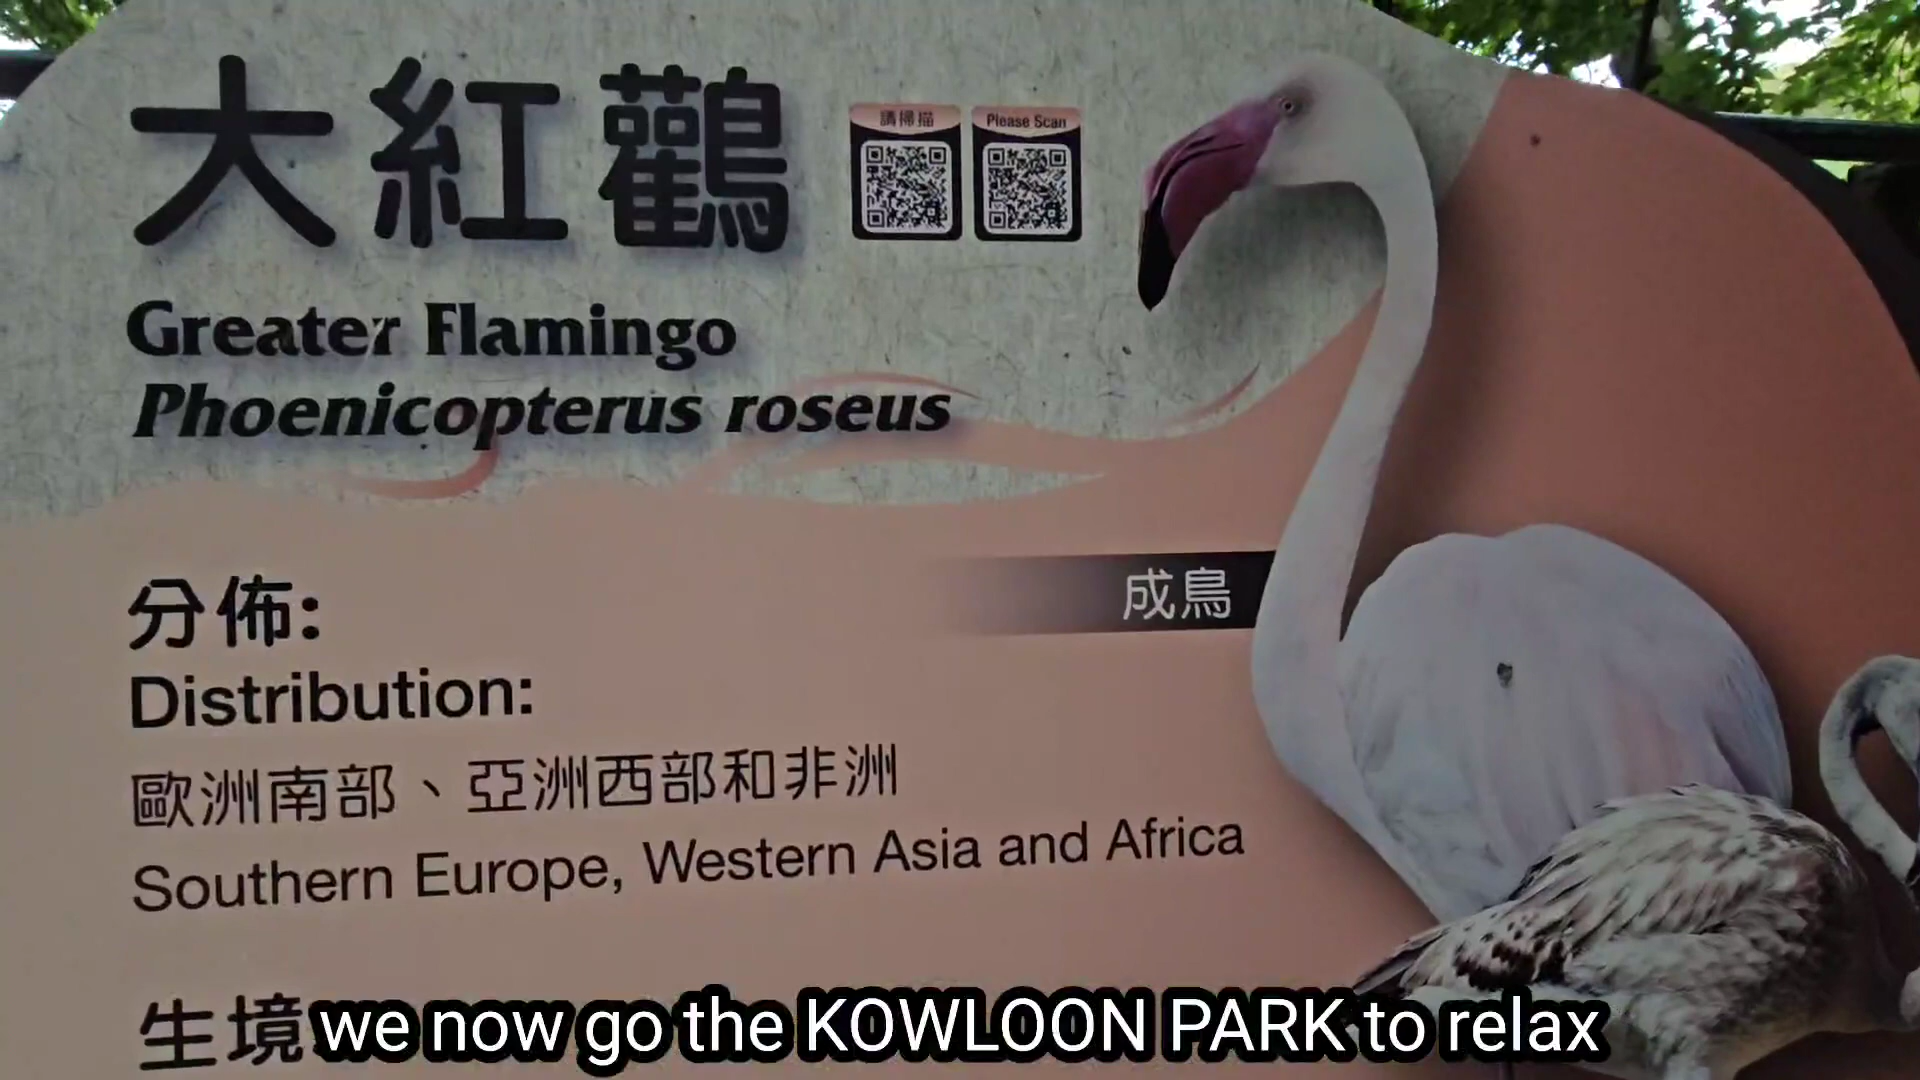 大紅鸛
請掃描
Please Scan
Greater Flamingo
Phoenicopterus roseus
成鳥
分佈:
Distribution:
歐洲南部、亞洲西部和非洲
Southern Europe, Western Asia and Africa
生境
we now go the KOWLOON PARK to relax